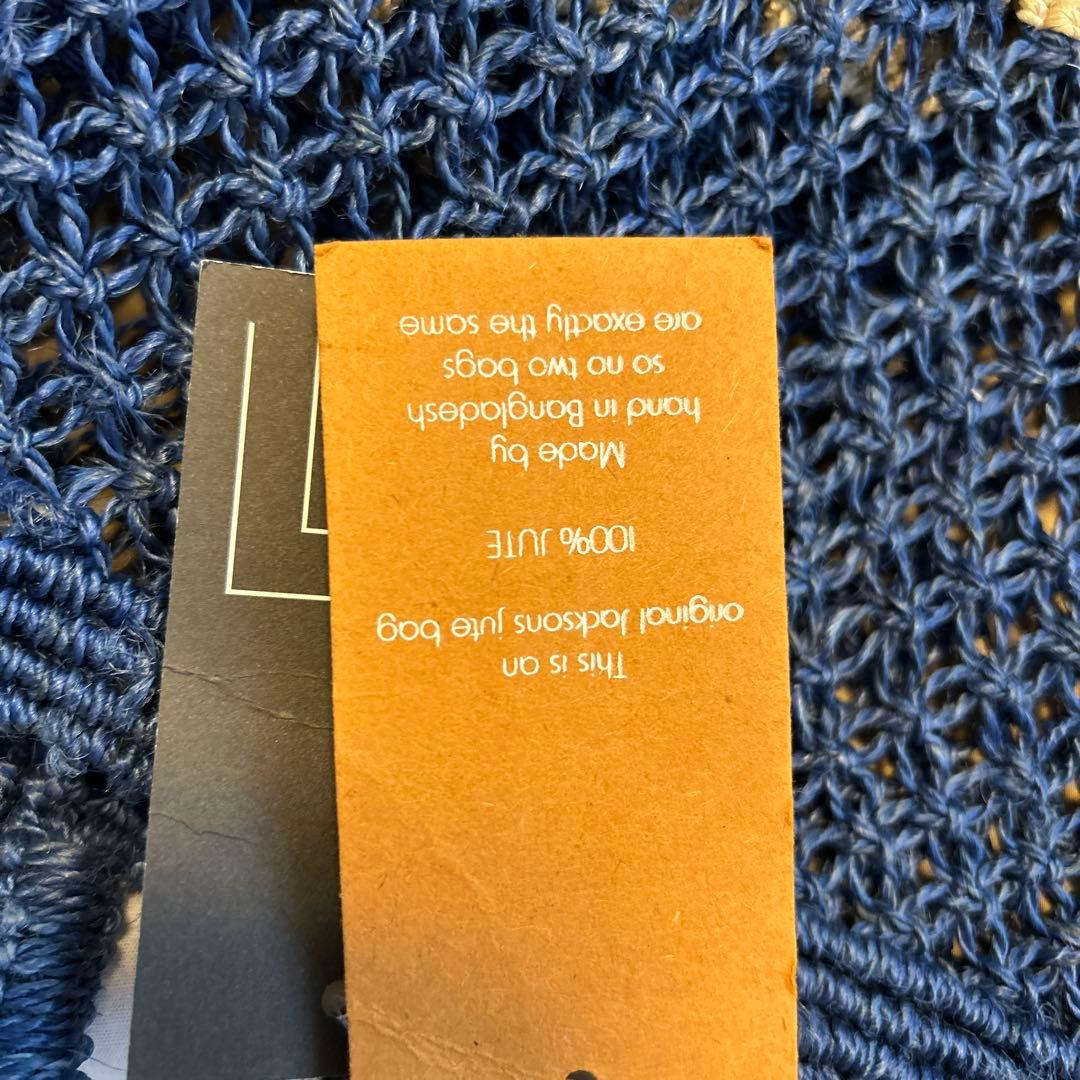 This is an
original Jacksons jute bag
100% JUTE
Made by
hand in Bangladesh
so no two bags
are exactly the same